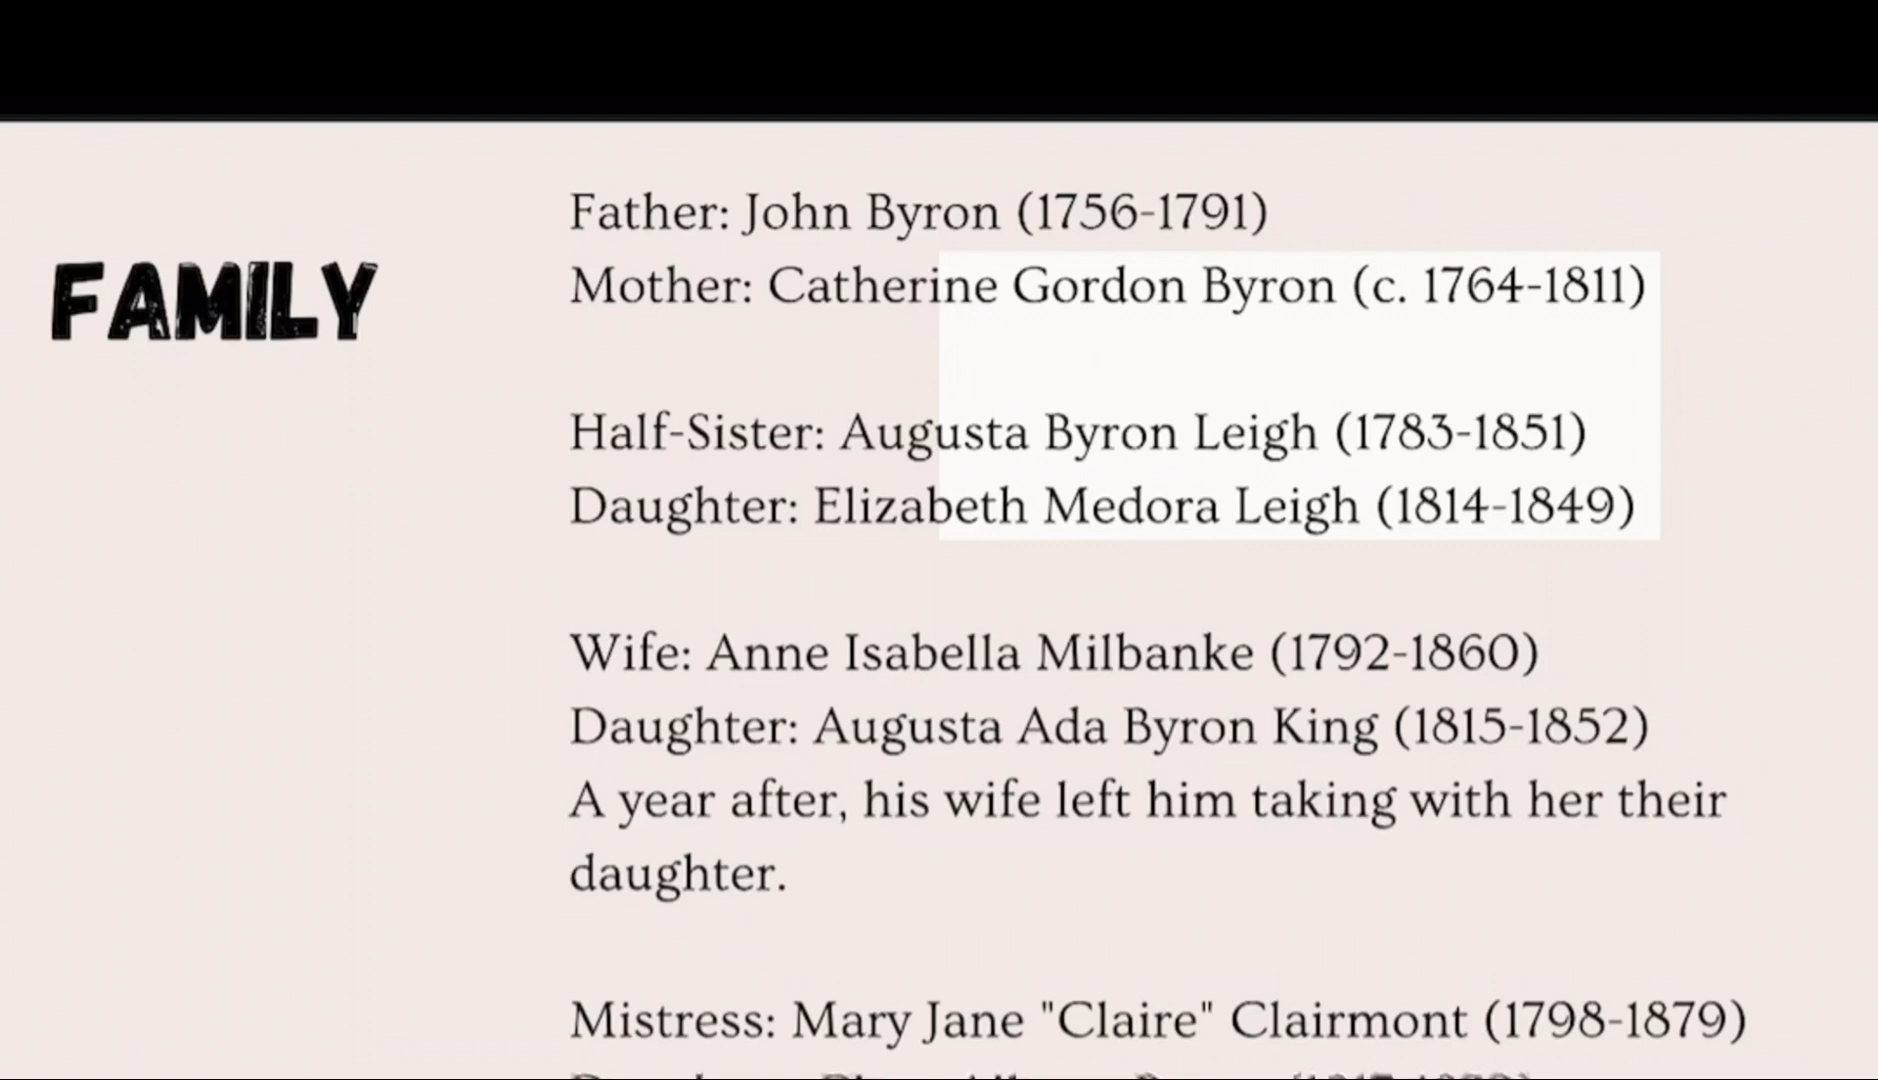 FAMILY
Father: John Byron (1756-1791)
Mother: Catherine Gordon Byron (c. 1764-1811)
Half-Sister: Augusta Byron Leigh (1783-1851)
Daughter: Elizabeth Medora Leigh (1814-1849)
Wife: Anne Isabella Milbanke (1792-1860)
Daughter: Augusta Ada Byron King (1815-1852)
A year after, his wife left him taking with her their
daughter.
Mistress: Mary Jane "Claire" Clairmont (1798-1879)